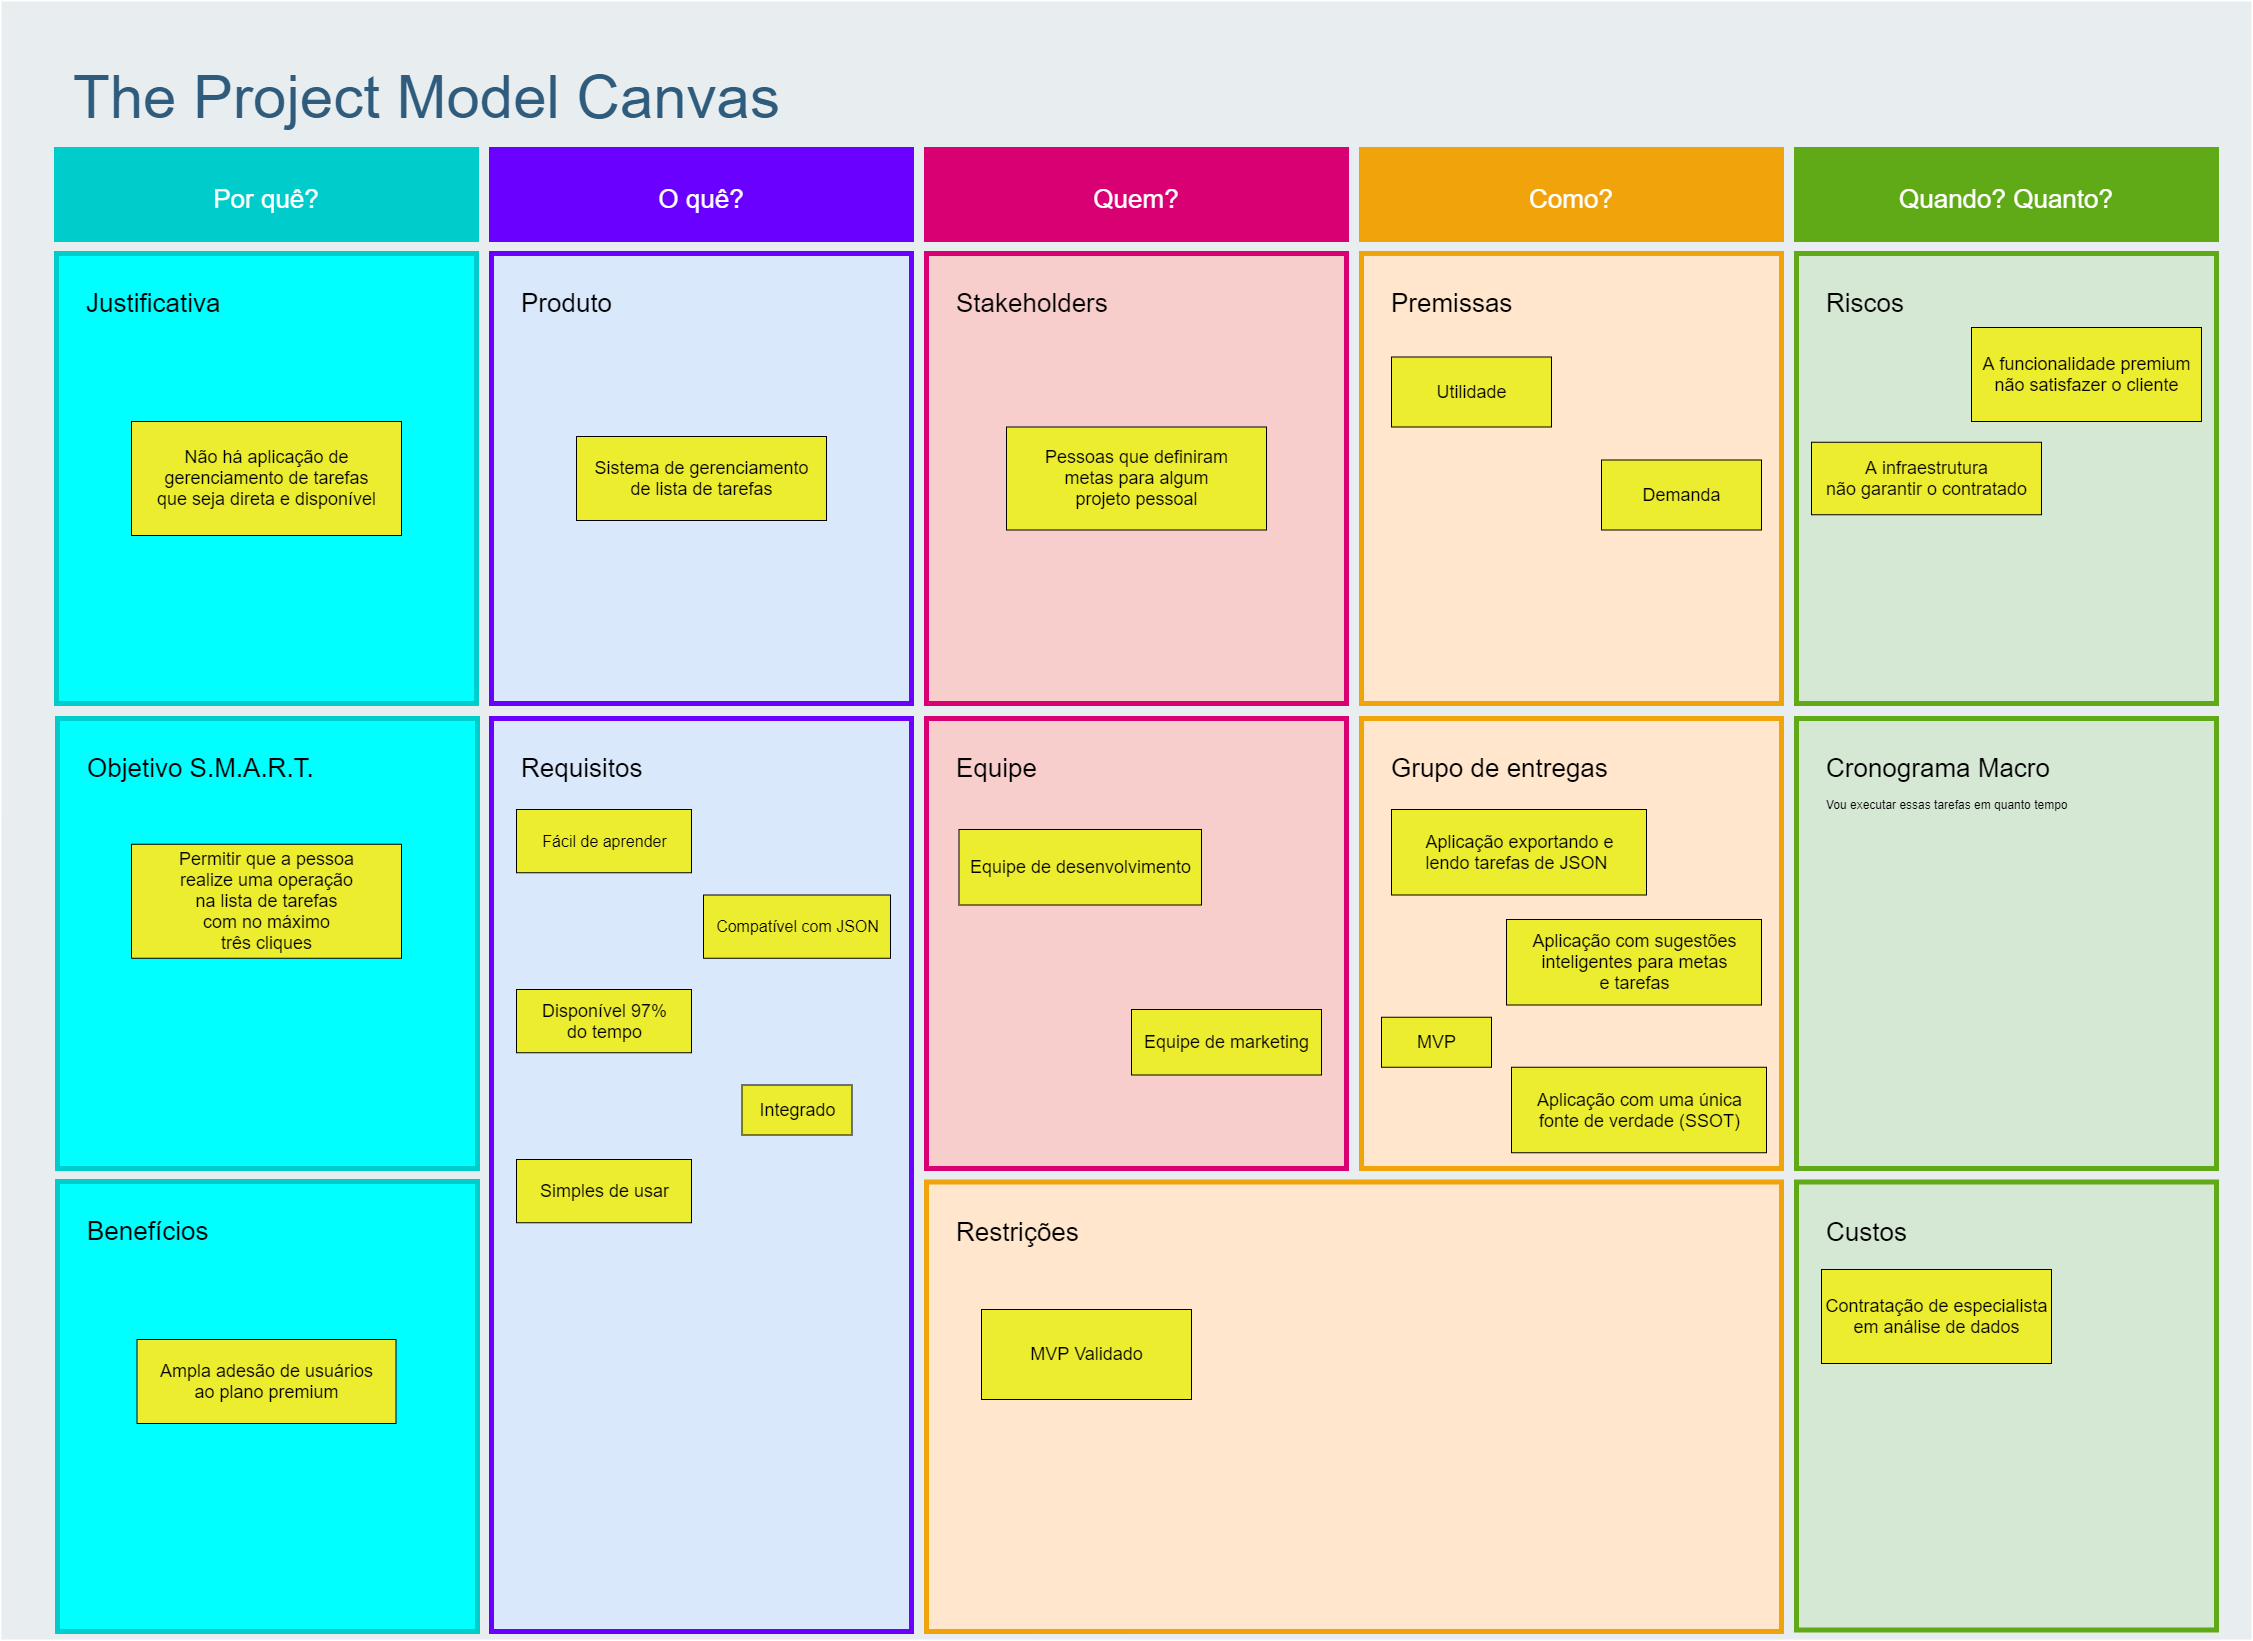 The Project Model Canvas
Por quê?
O quê?
Quem?
Como?
Quando? Quanto?
Justificativa
Não há aplicação de
gerenciamento de tarefas
que seja direta e disponível
Produto
Sistema de gerenciamento
de lista de tarefas
Stakeholders
Pessoas que definiram
metas para algum
projeto pessoal
Premissas
Utilidade
Demanda
Riscos
A funcionalidade premium
não satisfazer o cliente
A infraestrutura
não garantir o contratado
Objetivo S.M.A.R.T.
Permitir que a pessoa
realize uma operação
na lista de tarefas
com no máximo
três cliques
Requisitos
Fácil de aprender
Compatível com JSON
Disponível 97%
do tempo
Integrado
Simples de usar
Equipe
Equipe de desenvolvimento
Equipe de marketing
Grupo de entregas
Aplicação exportando e
lendo tarefas de JSON
Aplicação com sugestões
inteligentes para metas
e tarefas
MVP
Aplicação com uma única
fonte de verdade (SSOT)
Cronograma Macro
Vou executar essas tarefas em quanto tempo
Benefícios
Ampla adesão de usuários
ao plano premium
Restrições
MVP Validado
Custos
Contratação de especialista
em análise de dados